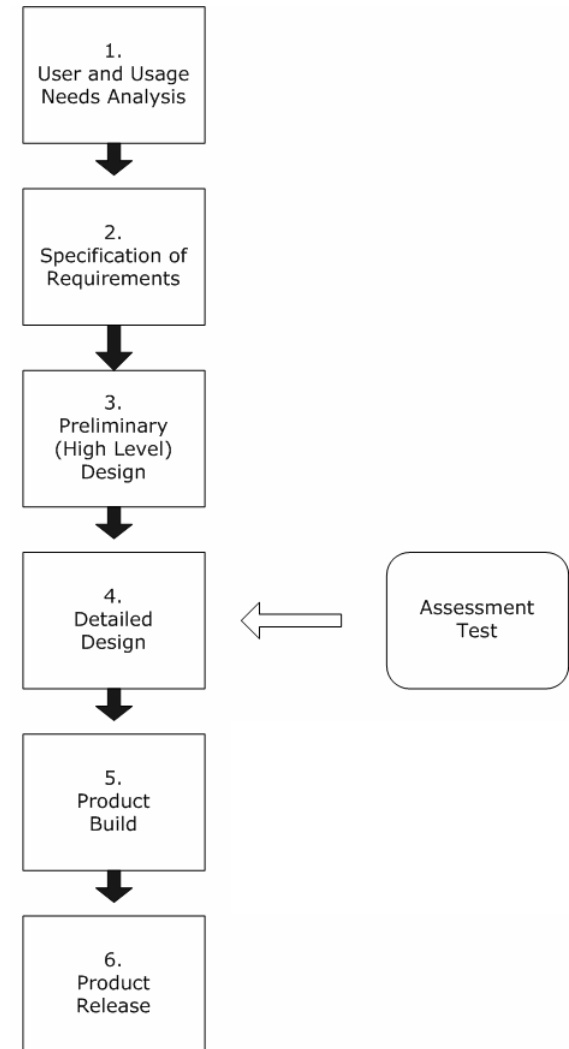 1.
User and Usage
Needs Analysis
2.
Specification of
Requirements
3.
Preliminary
(High Level)
Design
4.
Detailed
Design
Assessment
Test
5.
Product
Build
6.
Product
Release